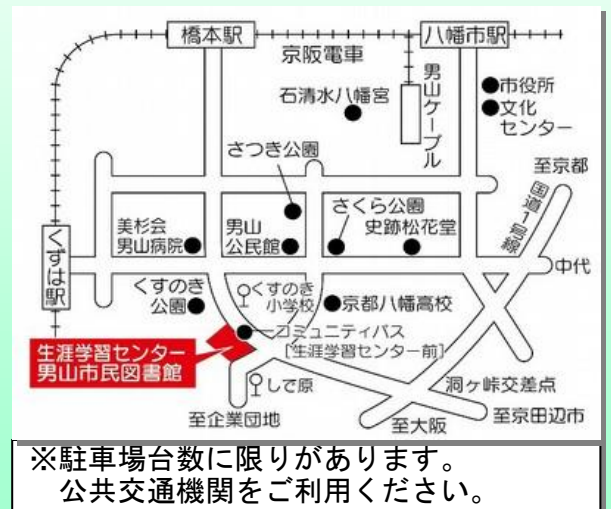 橋本駅
八幡市駅
京阪電車
石清水八幡宮
男山ケーブル
市役所
文化
センター
さつき公園
至京都
国道1号線
美杉会
男山病院
男山
公民館
さくら公園
史跡松花堂
くずは駅
中代
くすのき
公園
くすのき
小学校
京都八幡高校
コミュニティバス
[生涯学習センター前]
生涯学習センター
男山市民図書館
しで原
洞ヶ峠交差点
至企業団地
至大阪
至京田辺市
※駐車場台数に限りがあります。
公共交通機関をご利用ください。